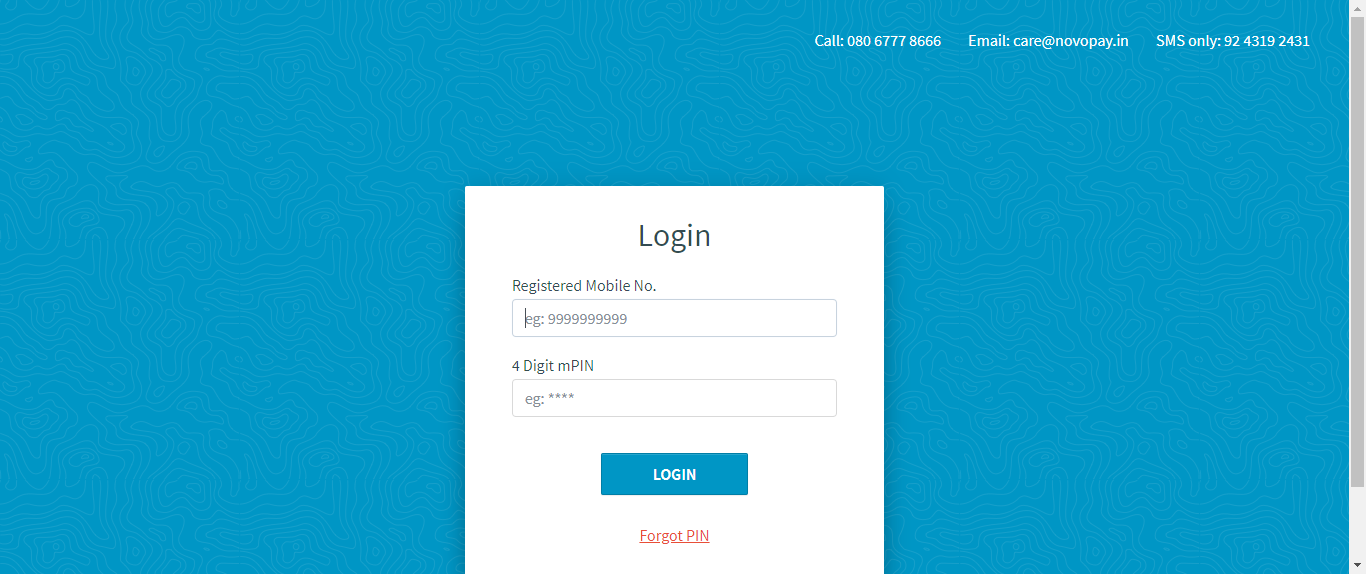 Call: 080 6777 8666 Email: care@novopay.in SMS only: 92 4319 2431
Login
Registered Mobile No.
eg: 9999999999
4 Digit mPIN
eg: ****
LOGIN
Forgot PIN